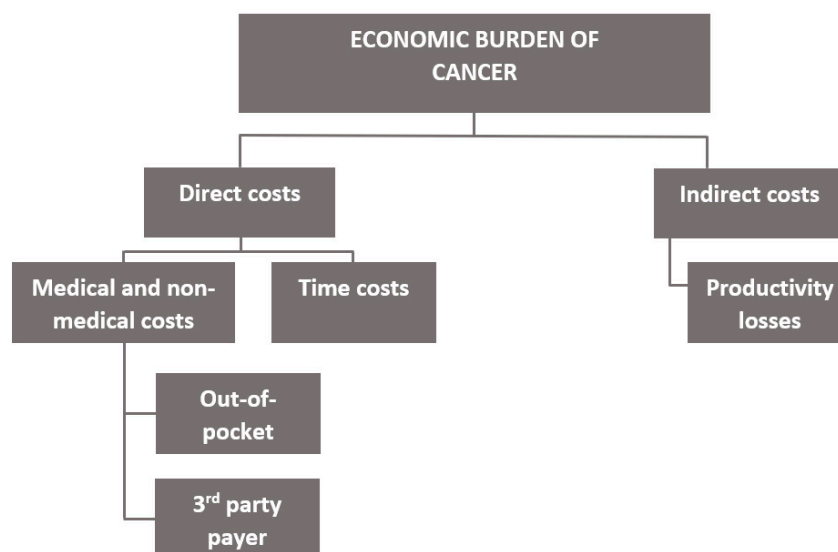 ECONOMIC BURDEN OF
CANCER
Direct costs
Indirect costs
Medical and non-
medical costs
Time costs
Productivity
losses
Out-of-
pocket
3rd party
payer